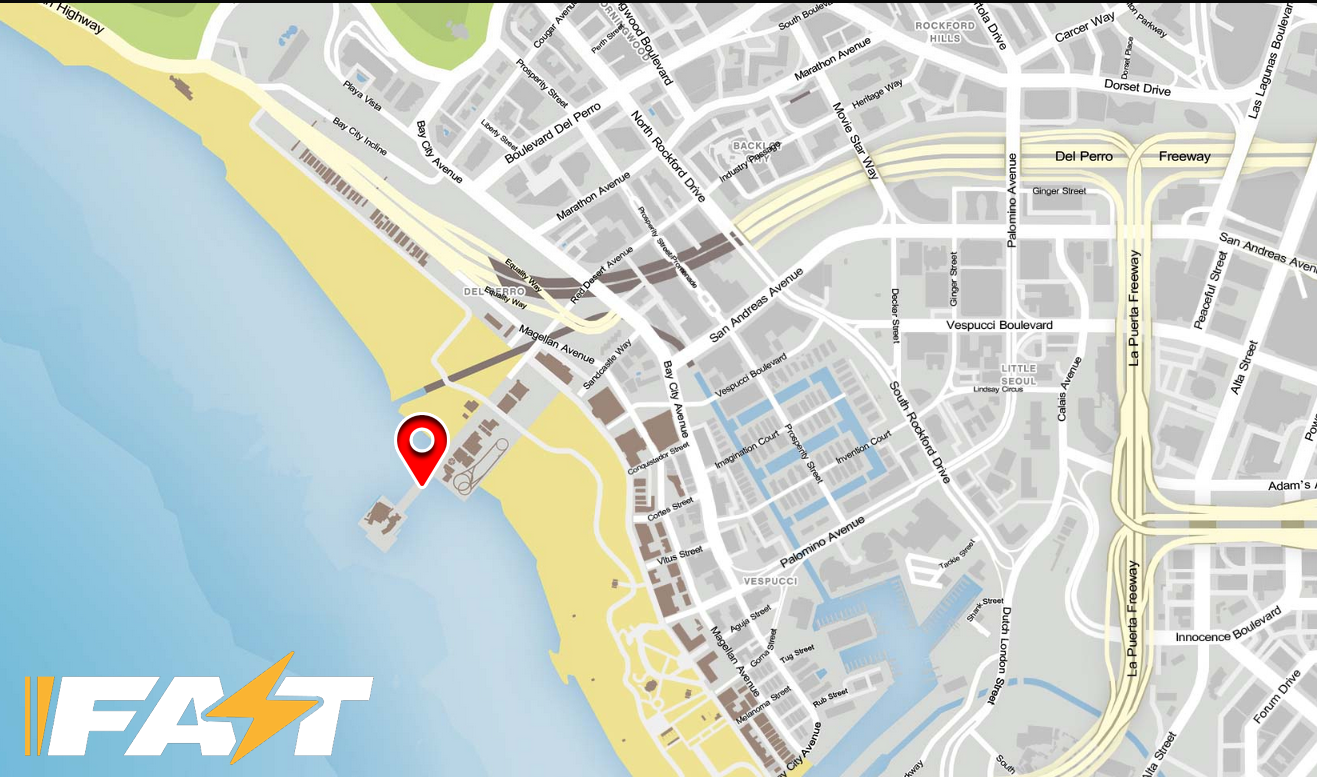 Highway
Cougar Avenue
Perth Street
South Boulevard
ROCKFORD
HILLS
Carcer Way
Dorset Place
Dorset Drive
Las Lagunas Boulevard
Playa Vista
Prosperity Street
Marathon Avenue
Heritage Way
Bay City Incline
Bay City Avenue
Liberty Street
Boulevard Del Perro
North Rockford Drive
Movie Star Way
Industry Passage
Del Perro
Freeway
Marathon Avenue
Ginger Street
Palomino Avenue
Prosperity Street Promenade
San Andreas Avenue
Equality Way
Red Desert Avenue
DEL PERRO
Equality Way
Ginger Street
Peaceful Street
Decker Street
La Puerta Freeway
San Andreas Avenue
Magellan Avenue
Vespucci Boulevard
Sandcastle Way
Bay City Avenue
Vespucci Boulevard
LITTLE
SEOUL
Lindsay Circus
Calais Avenue
Alta Street
South Rockford Drive
Imagination Court
Prosperity Street
Invention Court
Conquistador Street
Cortes Street
Adam's A
Palomino Avenue
Vitus Street
VESPUCCI
Tackle Street
Shank Street
Aguja Street
Dutch London Street
La Puerta Freeway
Innocence Boulevard
Magellan Avenue
Goma Street
Tug Street
Melanoma Street
Rub Street
Forum Drive
Bay City Avenue
South
Alta Street
FAST